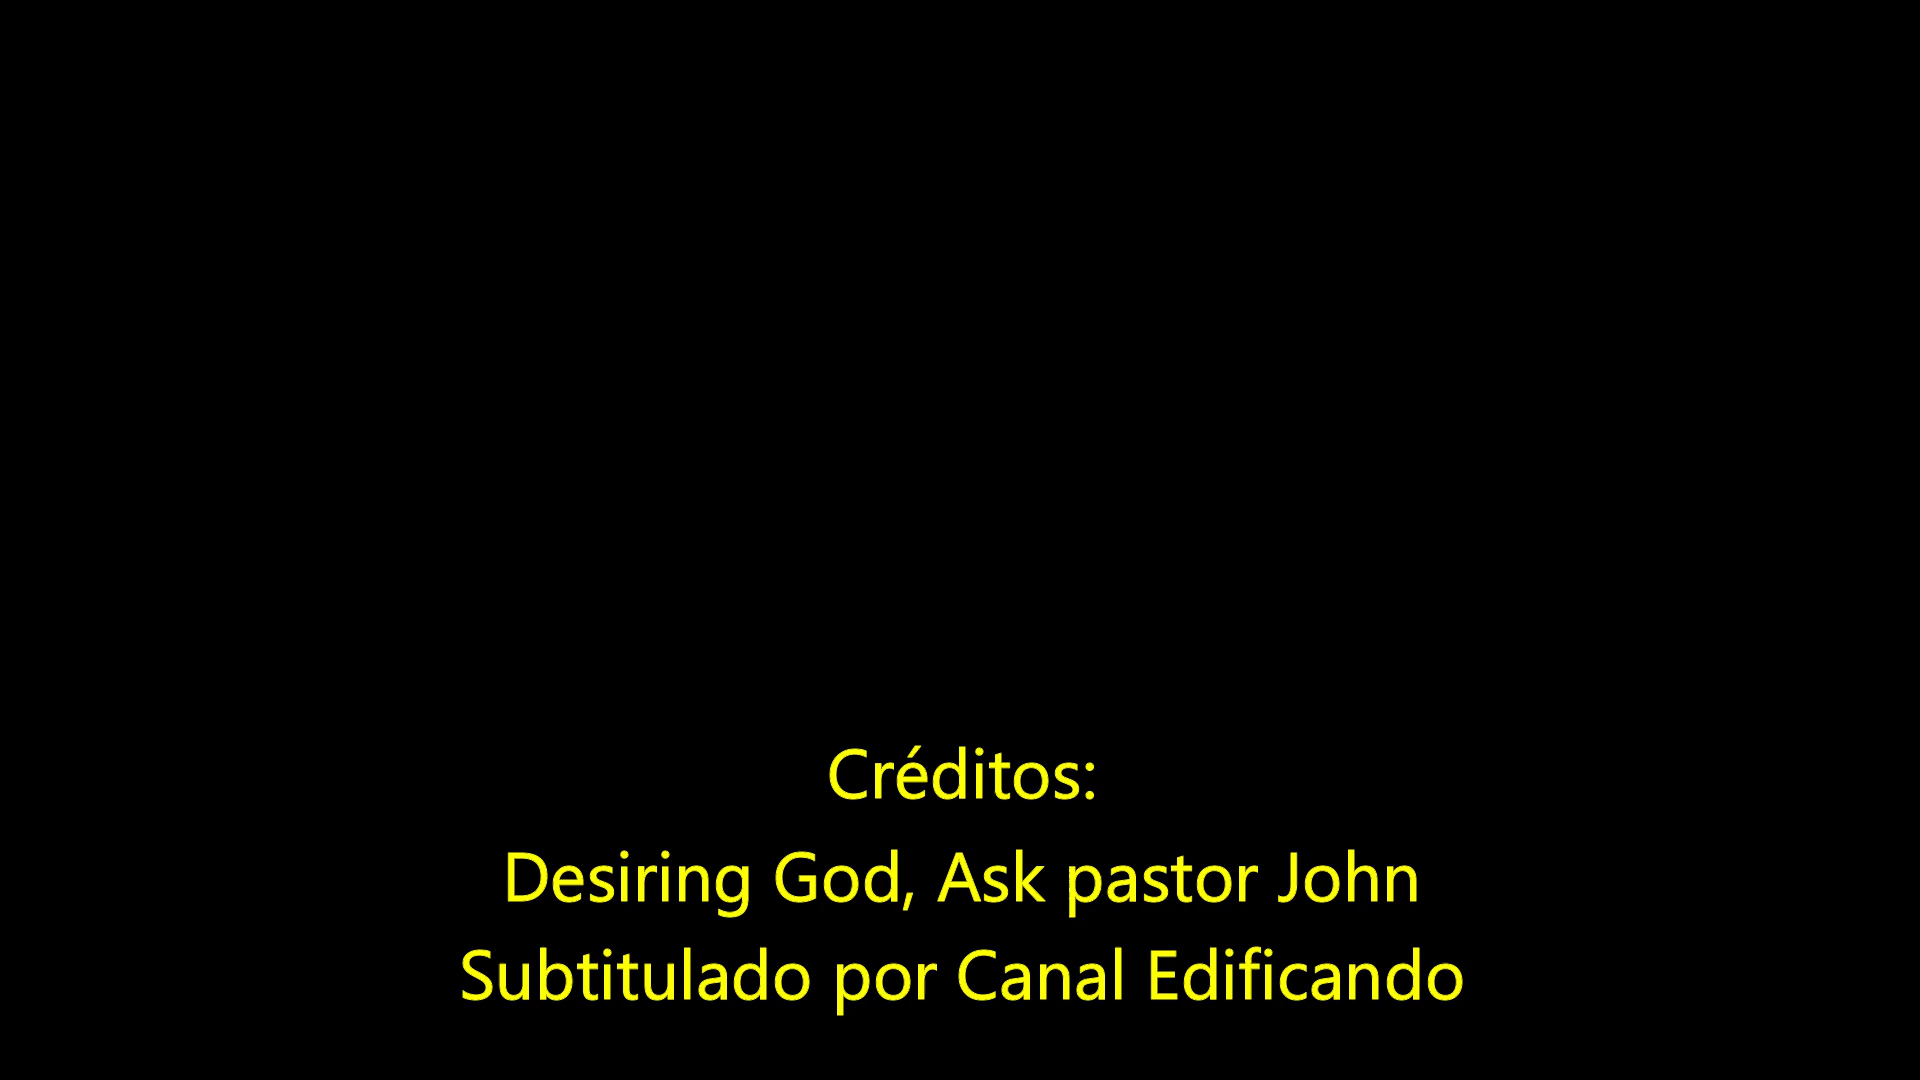 Créditos:
Desiring God, Ask pastor John
Subtitulado por Canal Edificando